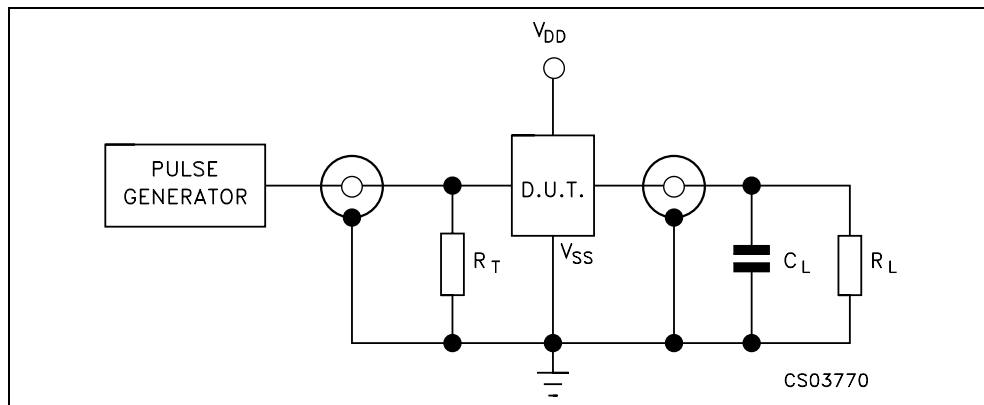 VDD
PULSE
GENERATOR
D.U.T.
VSS
RT
CL
RL
CS03770